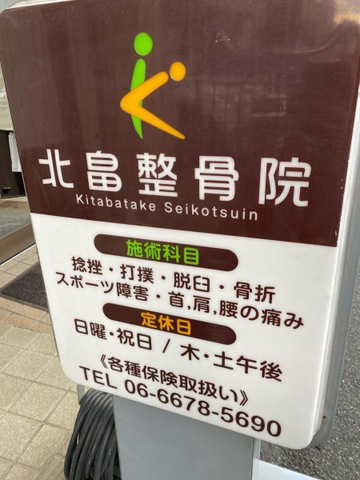 北畠整骨院
Kitabatake Seikotsuin
施術科目
捻挫・打撲・脱臼・骨折
スポーツ障害・首,肩,腰の痛み
定休日
日曜・祝日 / 木・土午後
《各種保険取扱い》
TEL 06-6678-5690